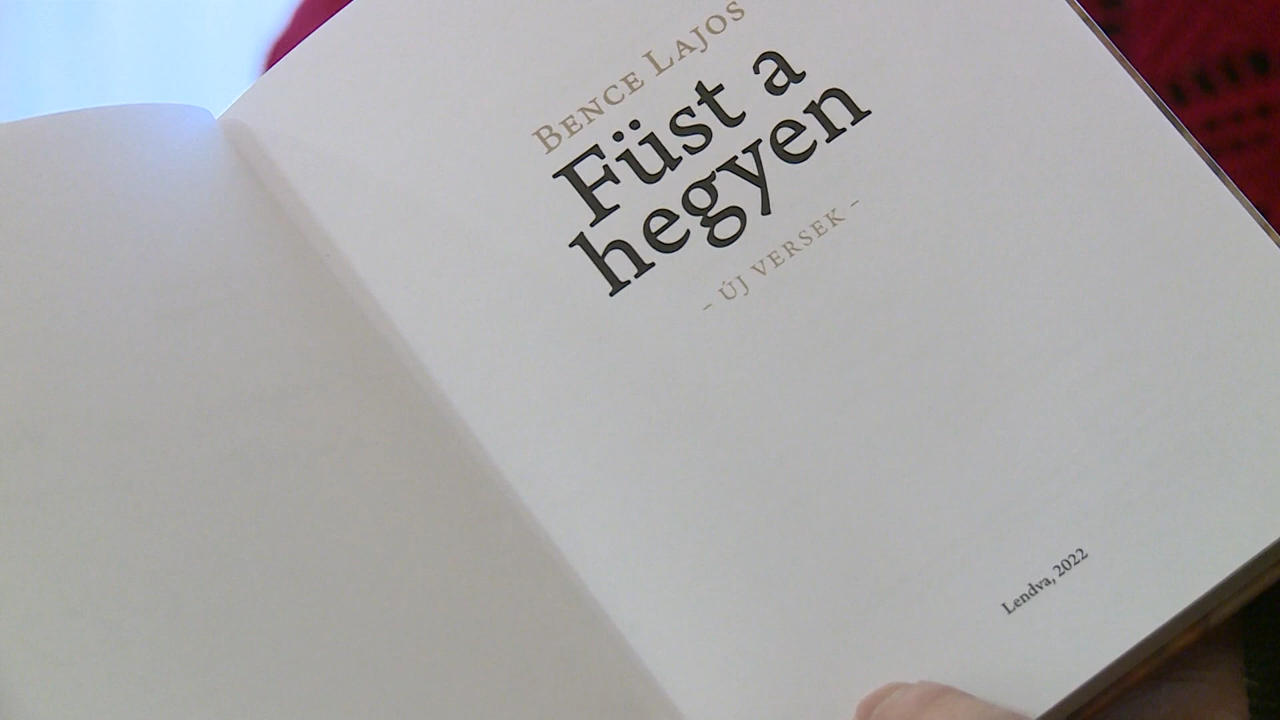 BENCE LAJOS
Füst a
hegyen
– ÚJ VERSEK –
Lendva, 2022